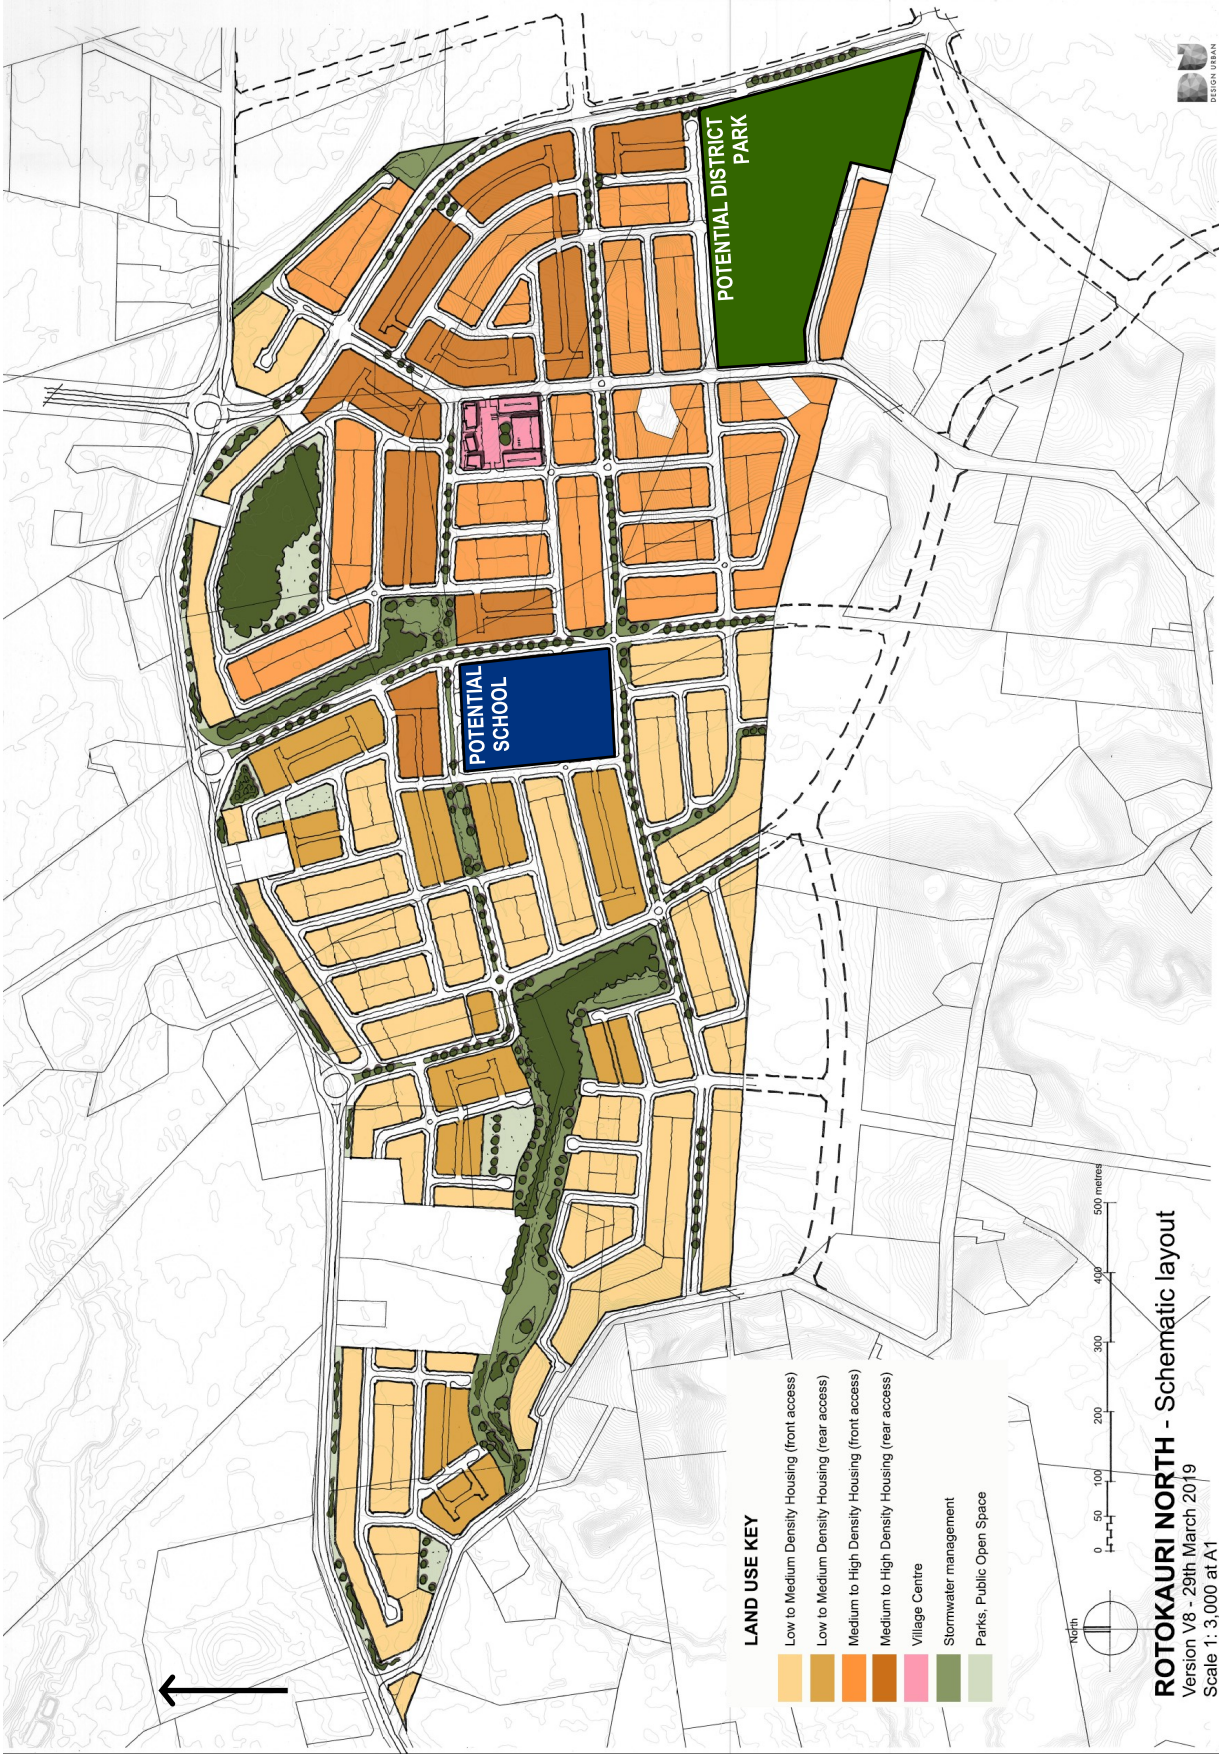 DESIGN URBAN
POTENTIAL DISTRICT
PARK
POTENTIAL
SCHOOL
LAND USE KEY
Low to Medium Density Housing (front access)
Low to Medium Density Housing (rear access)
Medium to High Density Housing (front access)
Medium to High Density Housing (rear access)
Village Centre
Stormwater management
Parks, Public Open Space
North
0 50 100 200 300 400 500 metres
ROTOKAURI NORTH - Schematic layout
Version V8 - 29th March 2019
Scale 1: 3,000 at A1